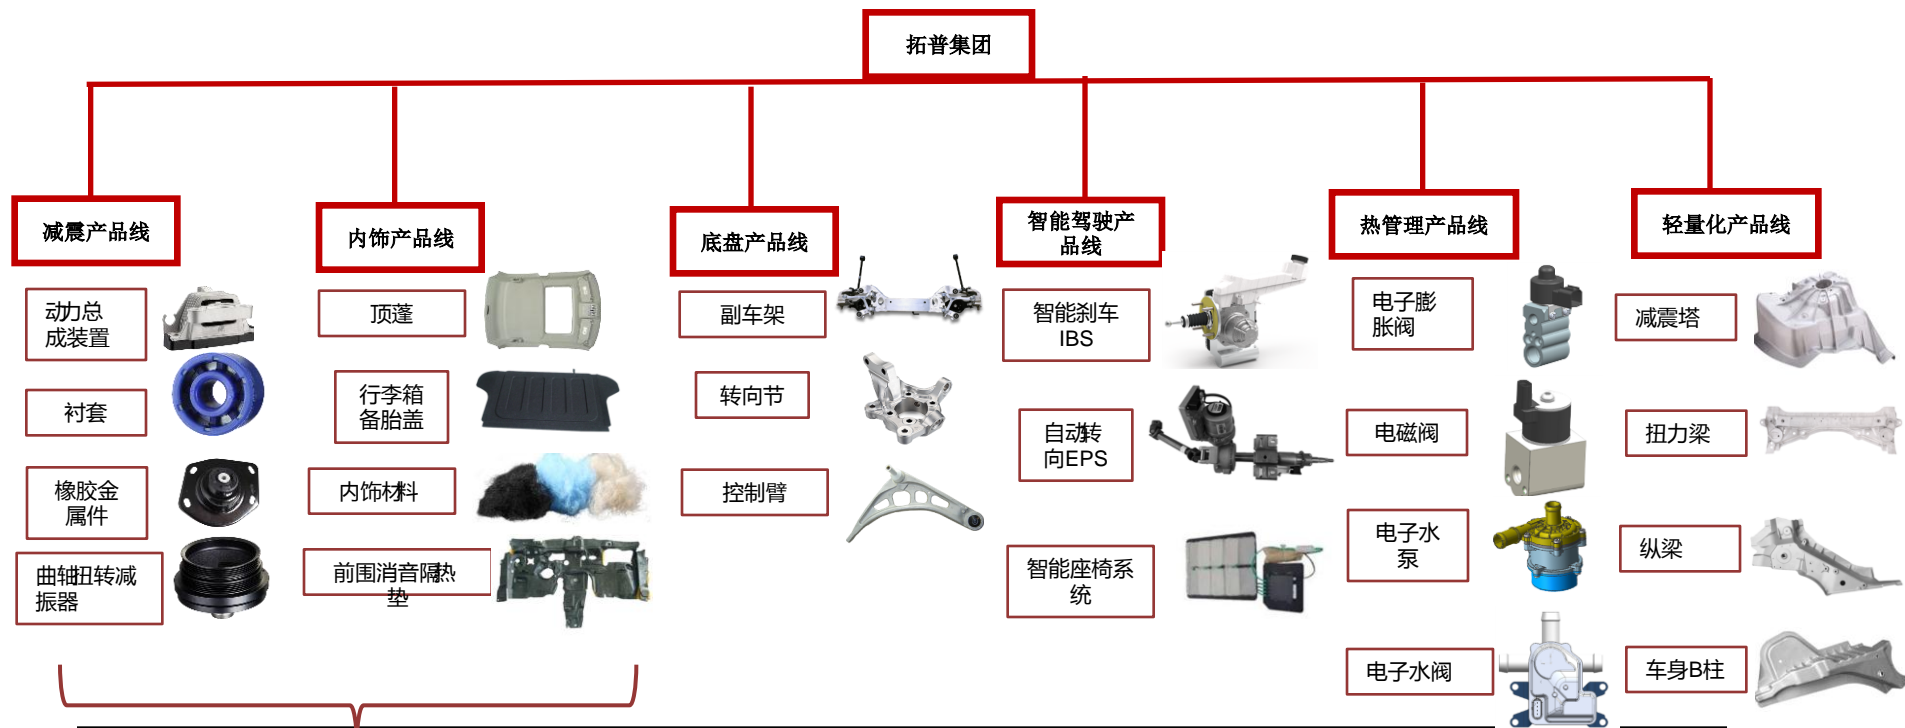 拓普集团
减震产品线
动力总
成装置
衬套
橡胶金
属件
曲轴扭转减
振器
内饰产品线
顶蓬
行李箱
备胎盖
内饰材料
前围消音隔热
垫
底盘产品线
副车架
转向节
控制臂
智能驾驶产
品线
智能刹车
IBS
自动转
向EPS
智能座椅系
统
热管理产品线
电子膨
胀阀
电磁阀
电子水
泵
电子水阀
轻量化产品线
减震塔
扭力梁
纵梁
车身B柱